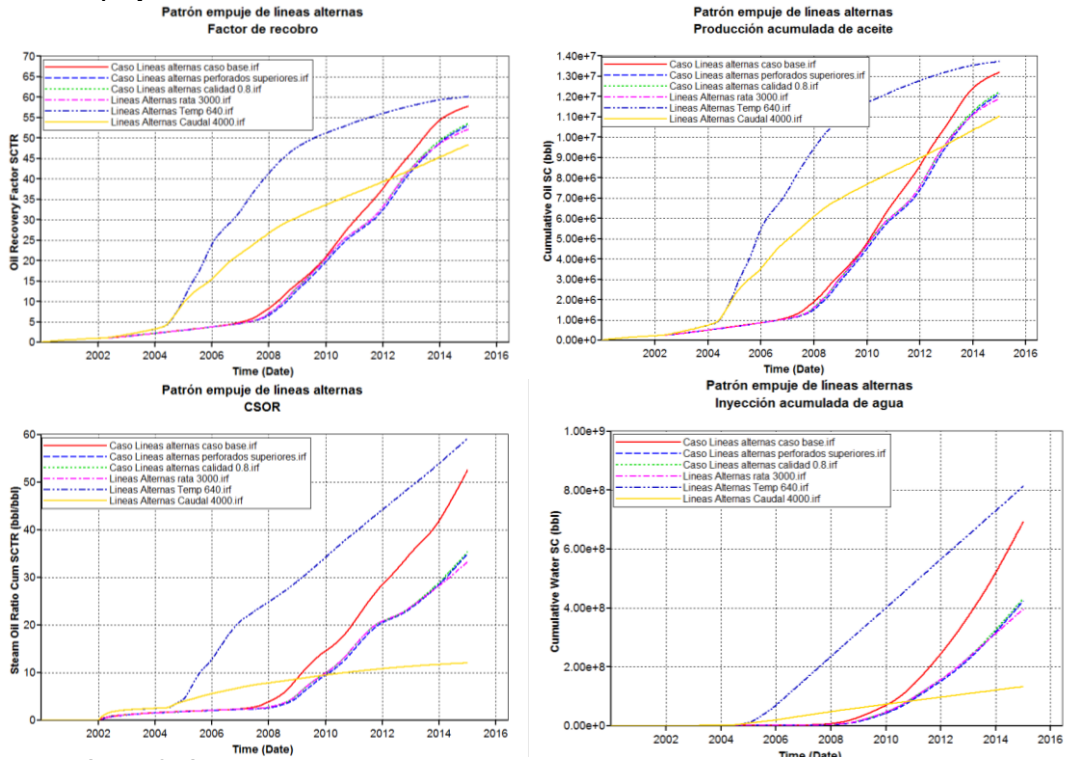 Patrón empuje de líneas alternas
Factor de recobro
Oil Recovery Factor SCTR
70
65
60
55
50
45
40
35
30
25
20
15
10
5
0
Caso Lineas alternas caso base.irf
Caso Lineas alternas perforados superiores.irf
Caso Lineas alternas calidad 0.8.irf
Lineas Alternas rata 3000.irf
Lineas Alternas Temp 640.irf
Lineas Alternas Caudal 4000.irf
2002 2004 2006 2008 2010 2012 2014 2016
Time (Date)
Patrón empuje de líneas alternas
Producción acumulada de aceite
Cumulative Oil SC (bbl)
1.40e+7
1.30e+7
1.20e+7
1.10e+7
1.00e+7
9.00e+6
8.00e+6
7.00e+6
6.00e+6
5.00e+6
4.00e+6
3.00e+6
2.00e+6
1.00e+6
0.00e+0
Caso Lineas alternas caso base.irf
Caso Lineas alternas perforados superiores.irf
Caso Lineas alternas calidad 0.8.irf
Lineas Alternas rata 3000.irf
Lineas Alternas Temp 640.irf
Lineas Alternas Caudal 4000.irf
2002 2004 2006 2008 2010 2012 2014 2016
Time (Date)
Patrón empuje de líneas alternas
CSOR
Steam Oil Ratio Cum SCTR (bbl/bbl)
60
50
40
30
20
10
0
Caso Lineas alternas caso base.irf
Caso Lineas alternas perforados superiores.irf
Caso Lineas alternas calidad 0.8.irf
Lineas Alternas rata 3000.irf
Lineas Alternas Temp 640.irf
Lineas Alternas Caudal 4000.irf
2002 2004 2006 2008 2010 2012 2014 2016
Time (Date)
Patrón empuje de líneas alternas
Inyección acumulada de agua
Cumulative Water SC (bbl)
1.00e+9
8.00e+8
6.00e+8
4.00e+8
2.00e+8
0.00e+0
Caso Lineas alternas caso base.irf
Caso Lineas alternas perforados superiores.irf
Caso Lineas alternas calidad 0.8.irf
Lineas Alternas rata 3000.irf
Lineas Alternas Temp 640.irf
Lineas Alternas Caudal 4000.irf
2002 2004 2006 2008 2010 2012 2014 2016
Time (Date)